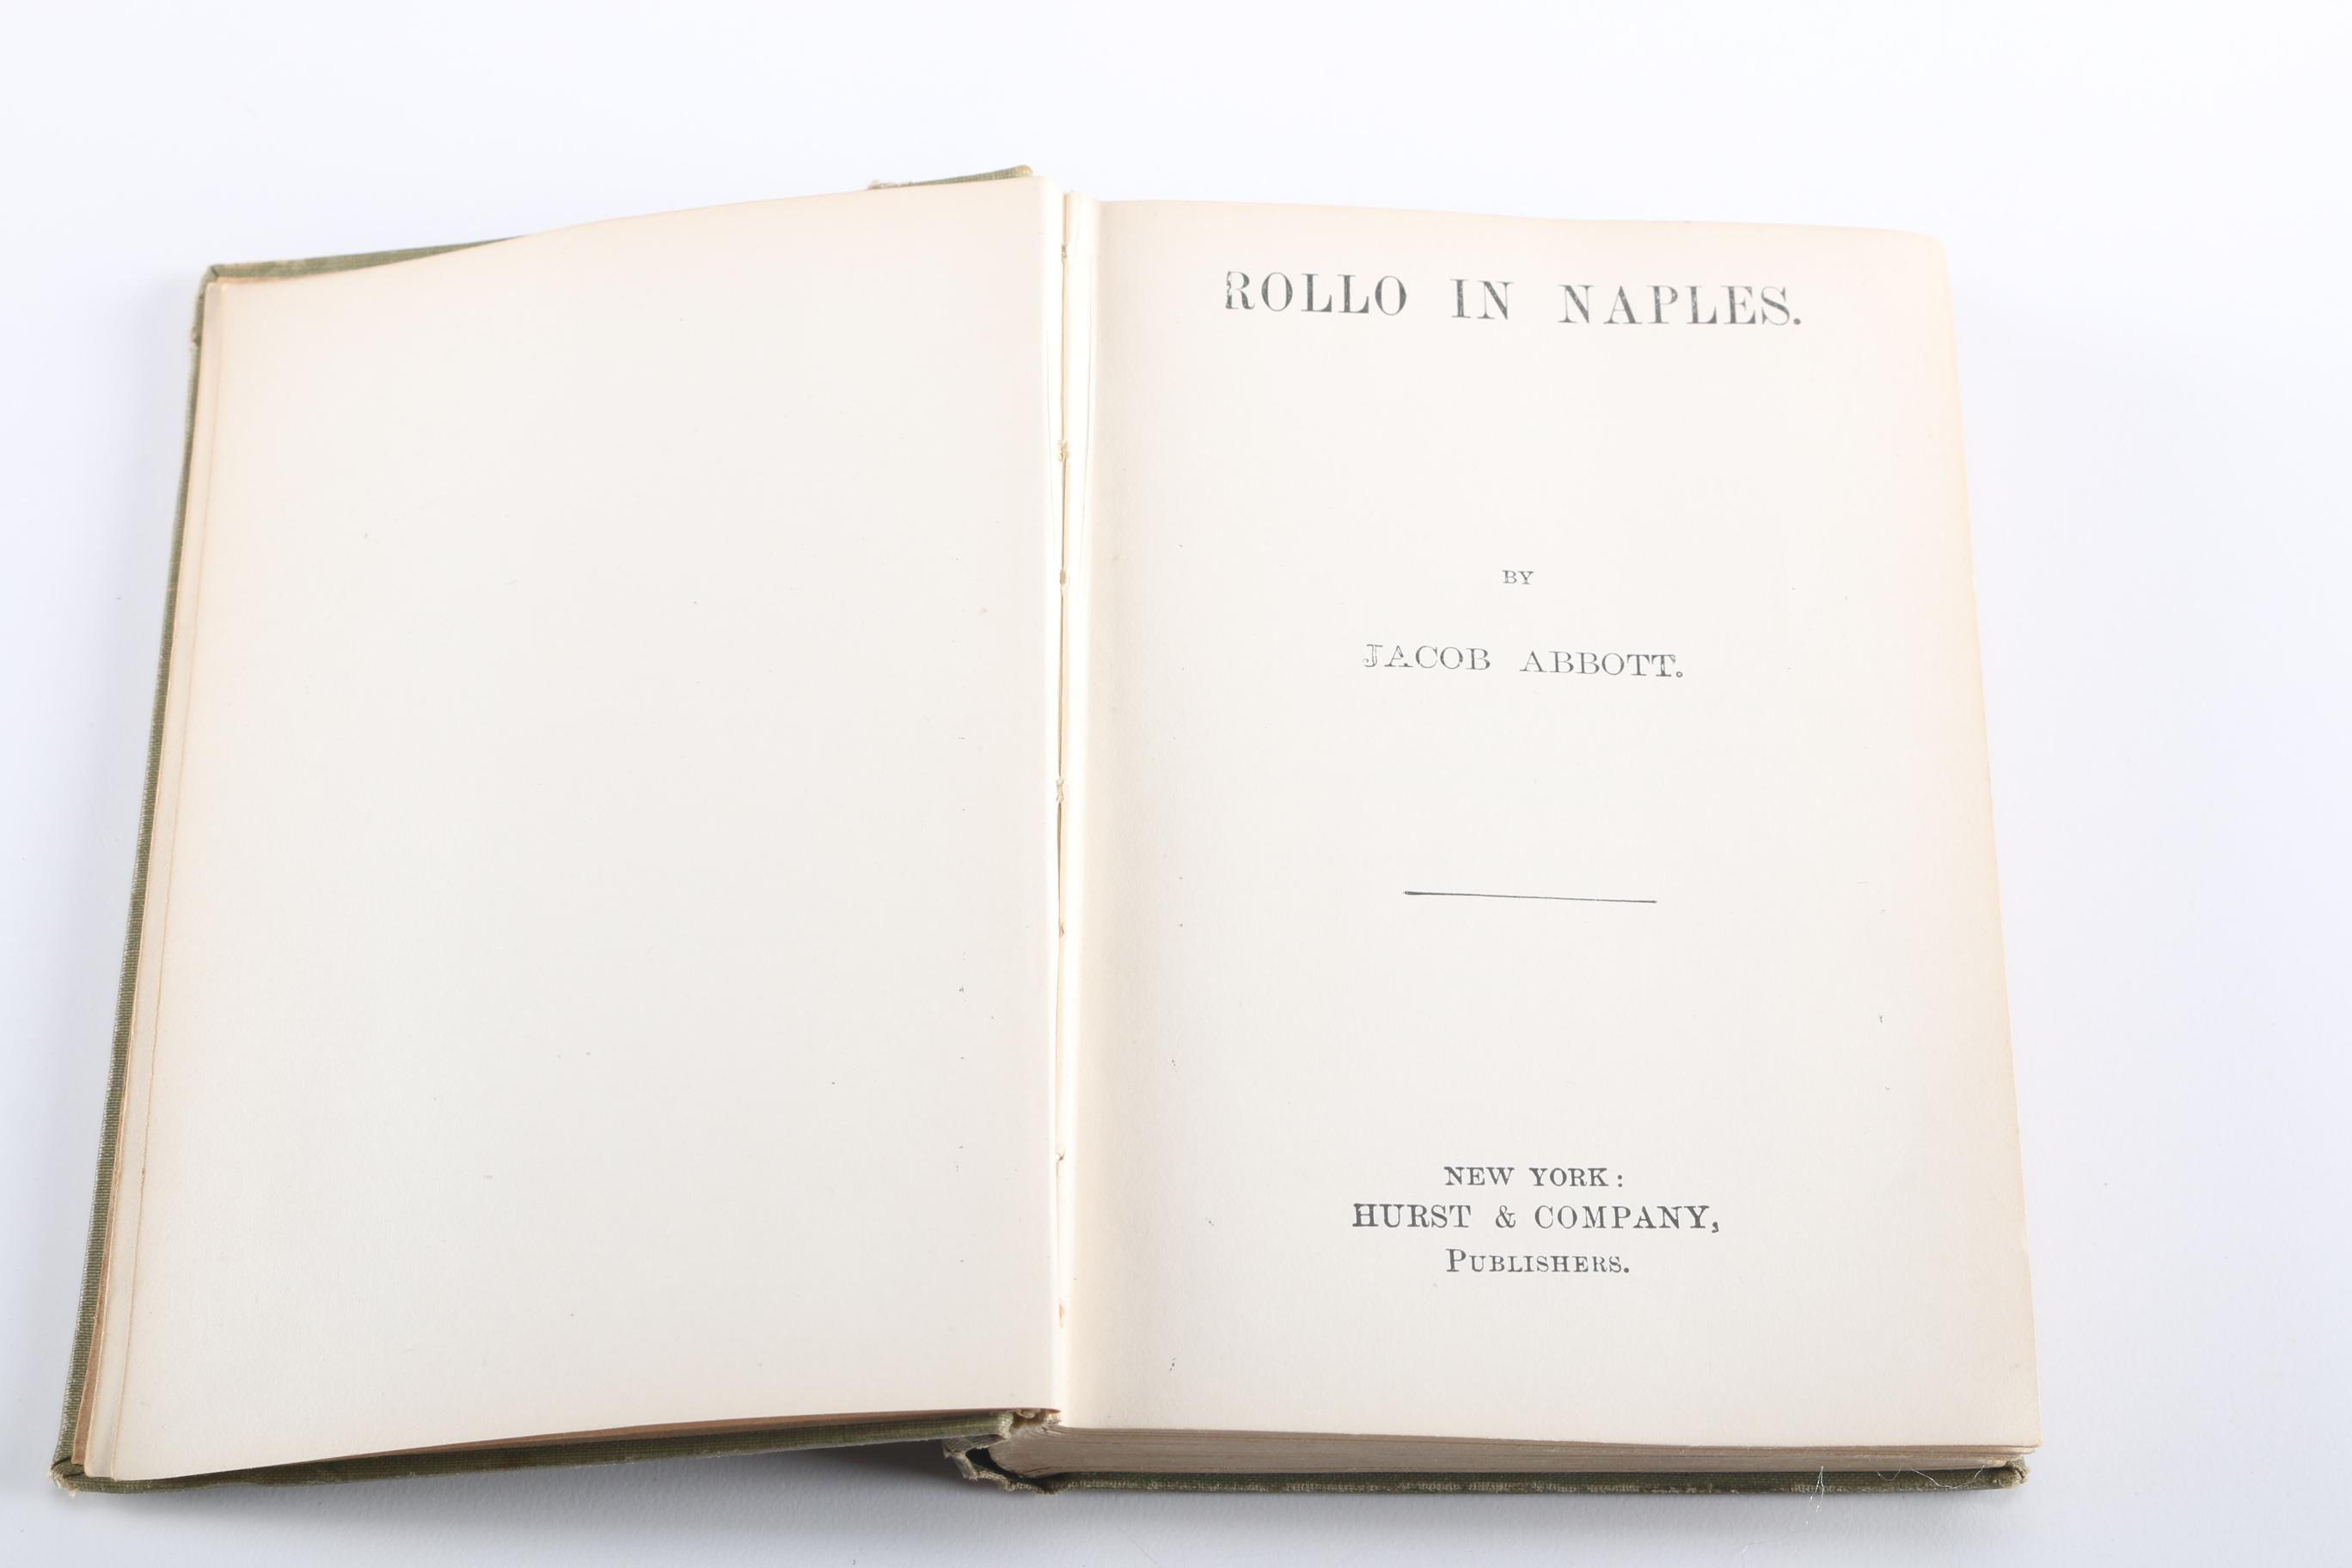 ROLLO IN NAPLES.
BY
JACOB ABBOTT.
NEW YORK:
HURST & COMPANY,
PUBLISHERS.